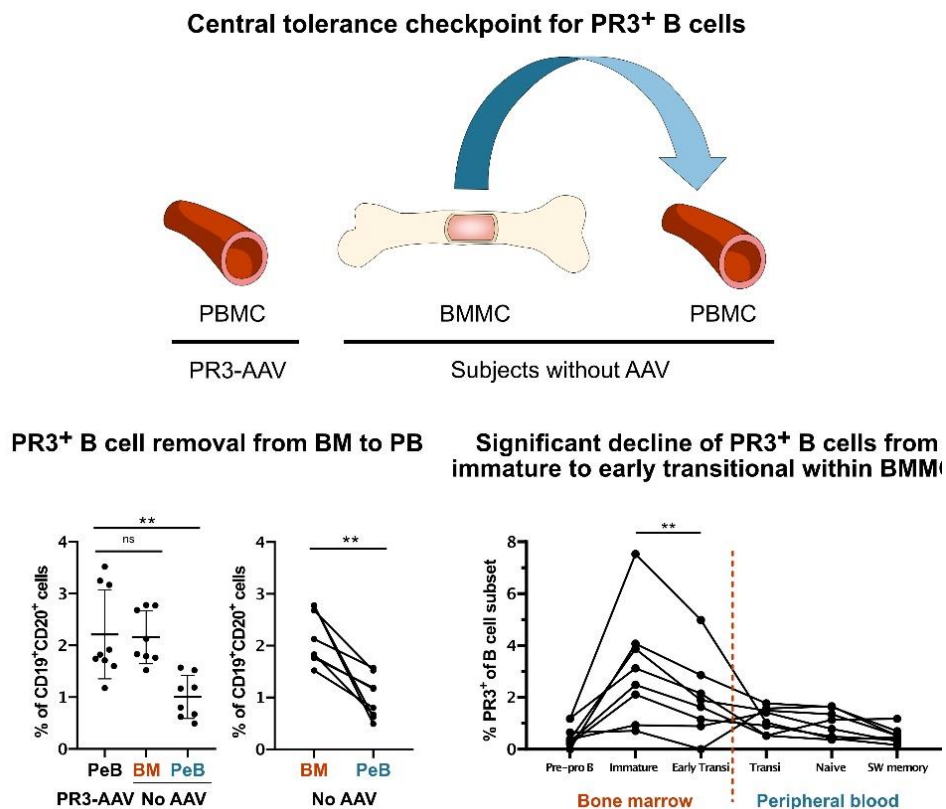 Central tolerance checkpoint for PR3⁺ B cells
PBMC
BMMC
PBMC
PR3-AAV
Subjects without AAV
PR3⁺ B cell removal from BM to PB
Significant decline of PR3⁺ B cells from
immature to early transitional within BMMC
% of CD19⁺CD20⁺ cells
4
3
2
1
0
**
ns
PeB
BM
PeB
PR3-AAV
No AAV
% of CD19⁺CD20⁺ cells
4
3
2
1
0
**
BM
PeB
No AAV
% PR3⁺ of B cell subset
8
6
4
2
0
**
Pre-pro B
Immature
Early Transi
Transi
Naive
SW memory
Bone marrow
Peripheral blood